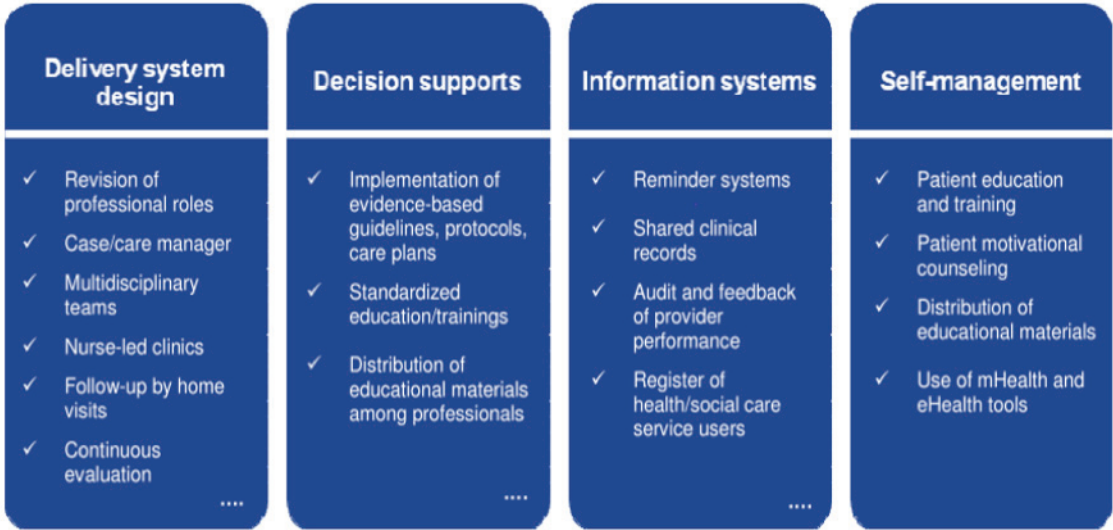 Delivery system
design
✓ Revision of
professional roles
✓ Case/care manager
✓ Multidisciplinary
teams
✓ Nurse-led clinics
✓ Follow-up by home
visits
✓ Continuous
evaluation
....
Decision supports
✓ Implementation of
evidence-based
guidelines, protocols,
care plans
✓ Standardized
education/trainings
✓ Distribution of
educational materials
among professionals
....
Information systems
✓ Reminder systems
✓ Shared clinical
records
✓ Audit and feedback
of provider
performance
✓ Register of
health/social care
service users
....
Self-management
✓ Patient education
and training
✓ Patient motivational
counseling
✓ Distribution of
educational materials
✓ Use of mHealth and
eHealth tools